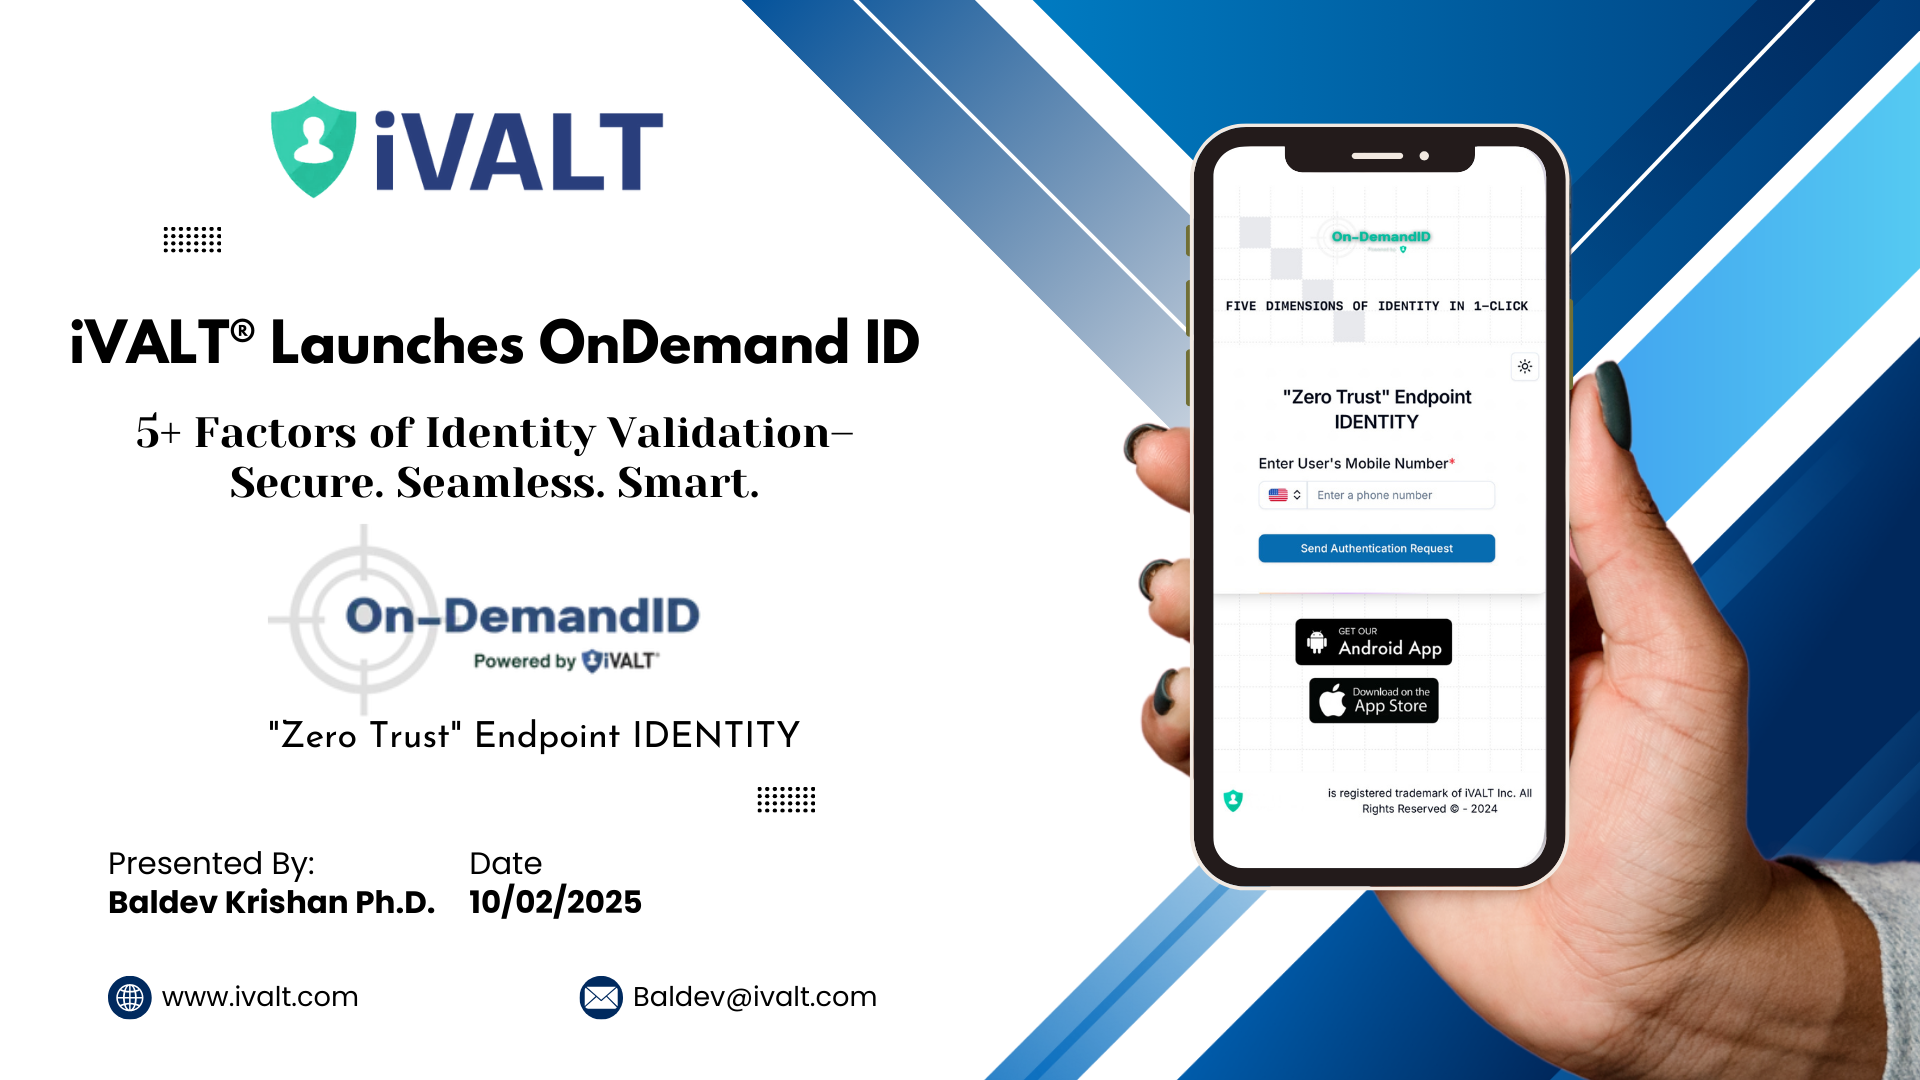 iVALT
iVALT® Launches OnDemand ID
5+ Factors of Identity Validation–
Secure. Seamless. Smart.
On-DemandID
Powered by iVALT®
"Zero Trust" Endpoint IDENTITY
Presented By:
Baldev Krishan Ph.D.
Date
10/02/2025
www.ivalt.com
Baldev@ivalt.com
On-DemandID
Powered by
FIVE DIMENSIONS OF IDENTITY IN 1-CLICK
"Zero Trust" Endpoint
IDENTITY
Enter User's Mobile Number*
Enter a phone number
Send Authentication Request
GET OUR
Android App
Download on the
App Store
is registered trademark of iVALT Inc. All
Rights Reserved © - 2024